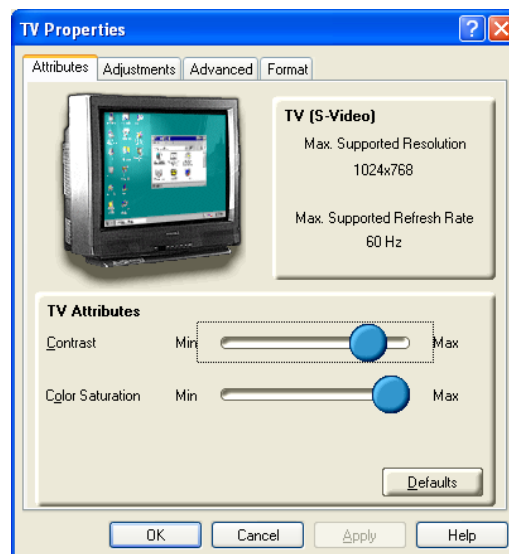 TV Properties
Attributes Adjustments Advanced Format
TV (S-Video)
Max. Supported Resolution
1024x768
Max. Supported Refresh Rate
60 Hz
TV Attributes
Contrast Min Max
Color Saturation Min Max
Defaults
OK Cancel Apply Help